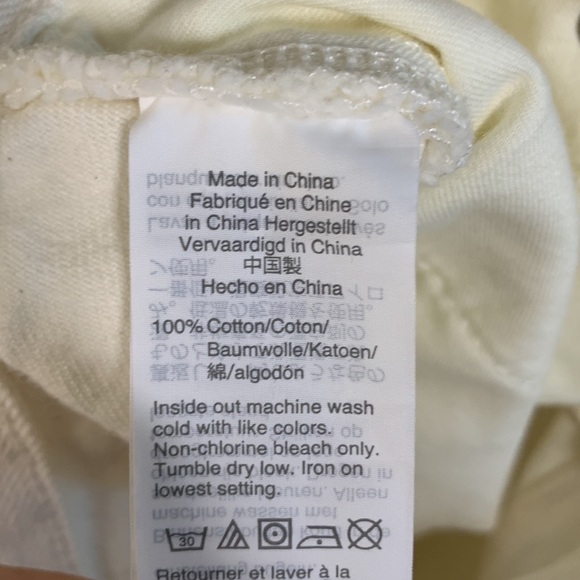 Made in China
Fabriqué en Chine
in China Hergestellt
Vervaardigd in China
中国製
Hecho en China
100% Cotton/Coton/
Baumwolle/Katoen/
綿/algodón
Inside out machine wash
cold with like colors.
Non-chlorine bleach only.
Tumble dry low. Iron on
lowest setting.
30
Retourner et laver à la